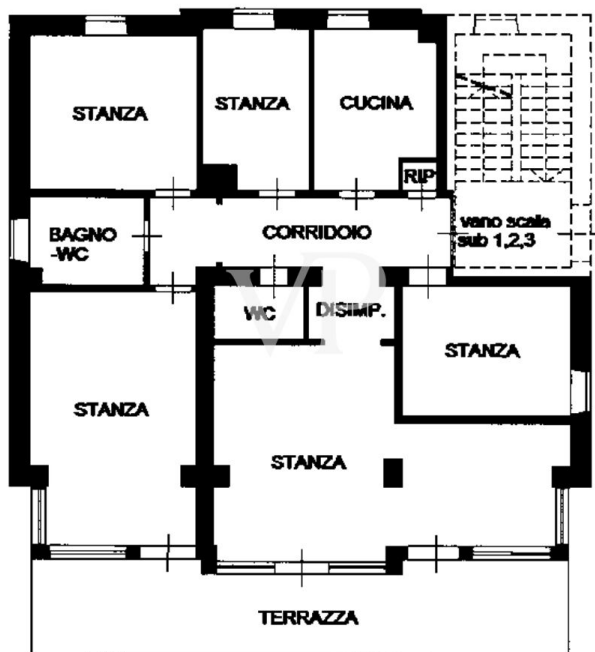 STANZA
STANZA
CUCINA
RIP
BAGNO
-WC
CORRIDOIO
vano scala
sub 1,2,3
WC
DISIMP.
STANZA
STANZA
STANZA
TERRAZZA
VP